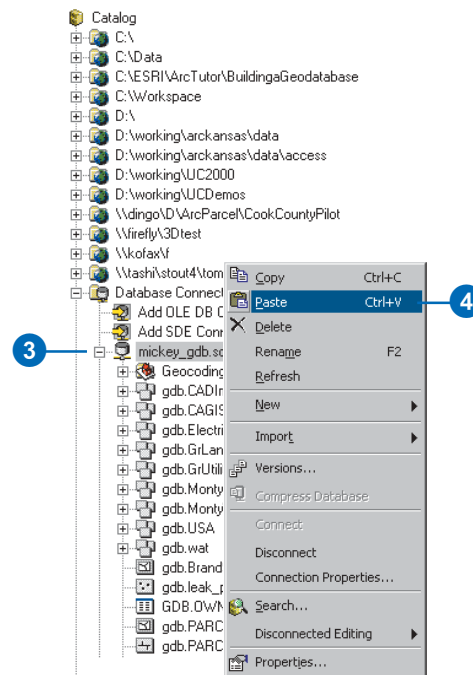 Catalog
C:\
C:\Data
C:\ESRI\ArcTutor\BuildingaGeodatabase
C:\Workspace
D:\
D:\working\arckansas\data
D:\working\arckansas\data\access
D:\working\UC2000
D:\working\UCDemos
\\dingo\D\ArcParcel\CookCountyPilot
\\firefly\3Dtest
\\kofax\f
\\tashi\stout4\tom
Database Connect
Add OLE DB
Add SDE Conn
3 mickey_gdb.sd
Geocoding
gdb.CADIn
gdb.CAGIS
gdb.Electri
gdb.GrLan
gdb.GrUtili
gdb.Monty
gdb.Monty
gdb.USA
gdb.wat
gdb.Brand
gdb.leak_p
GDB.OWN
gdb.PARC
gdb.PARC
Copy Ctrl+C
Paste Ctrl+V 4
Delete
Rename F2
Refresh
New
Import
Versions...
Compress Database
Connect
Disconnect
Connection Properties...
Search...
Disconnected Editing
Properties...